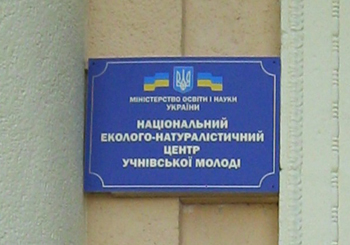 МІНІСТЕРСТВО ОСВІТИ І НАУКИ
УКРАЇНИ
НАЦІОНАЛЬНИЙ
ЕКОЛОГО-НАТУРАЛІСТИЧНИЙ
ЦЕНТР
УЧНІВСЬКОЇ МОЛОДІ